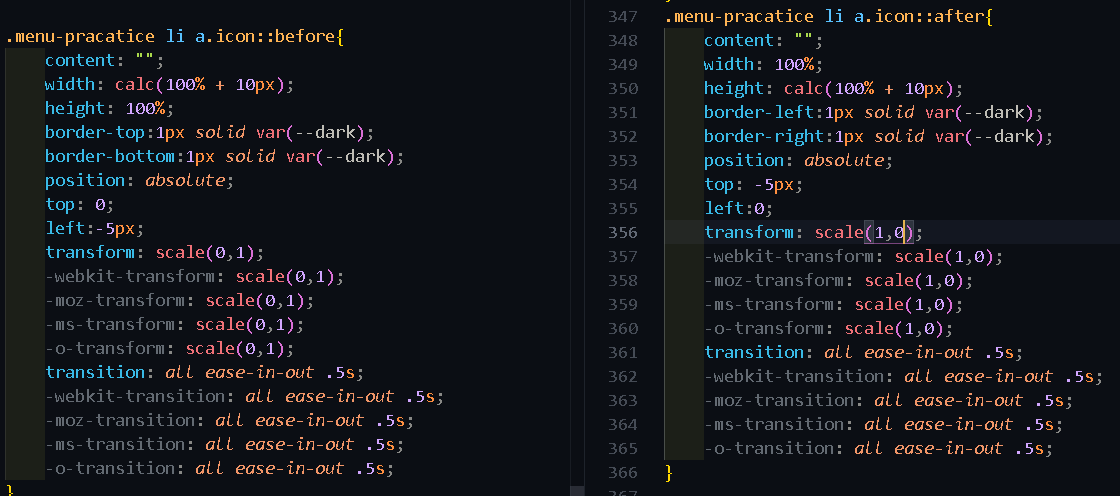 .menu-pracatice li a.icon::before{
content: "";
width: calc(100% + 10px);
height: 100%;
border-top:1px solid var(--dark);
border-bottom:1px solid var(--dark);
position: absolute;
top: 0;
left:-5px;
transform: scale(0,1);
-webkit-transform: scale(0,1);
-moz-transform: scale(0,1);
-ms-transform: scale(0,1);
-o-transform: scale(0,1);
transition: all ease-in-out .5s;
-webkit-transition: all ease-in-out .5s;
-moz-transition: all ease-in-out .5s;
-ms-transition: all ease-in-out .5s;
-o-transition: all ease-in-out .5s;
}
347 .menu-pracatice li a.icon::after{
348 content: "";
349 width: 100%;
350 height: calc(100% + 10px);
351 border-left:1px solid var(--dark);
352 border-right:1px solid var(--dark);
353 position: absolute;
354 top: -5px;
355 left:0;
356 transform: scale(1,0);
357 -webkit-transform: scale(1,0);
358 -moz-transform: scale(1,0);
359 -ms-transform: scale(1,0);
360 -o-transform: scale(1,0);
361 transition: all ease-in-out .5s;
362 -webkit-transition: all ease-in-out .5s;
363 -moz-transition: all ease-in-out .5s;
364 -ms-transition: all ease-in-out .5s;
365 -o-transition: all ease-in-out .5s;
366 }
367